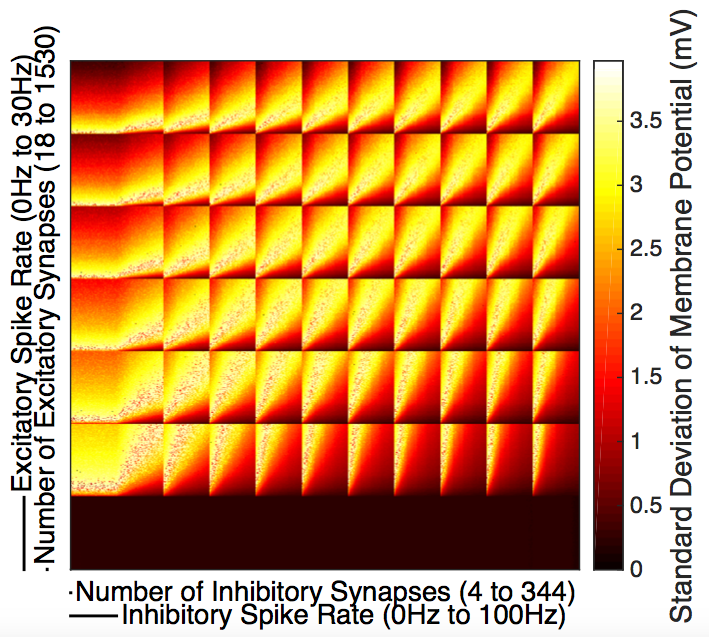 Excitatory Spike Rate (0Hz to 30Hz)
·Number of Excitatory Synapses (18 to 1530)
3.5
3
2.5
2
1.5
1
0.5
0
Standard Deviation of Membrane Potential (mV)
·Number of Inhibitory Synapses (4 to 344)
Inhibitory Spike Rate (0Hz to 100Hz)